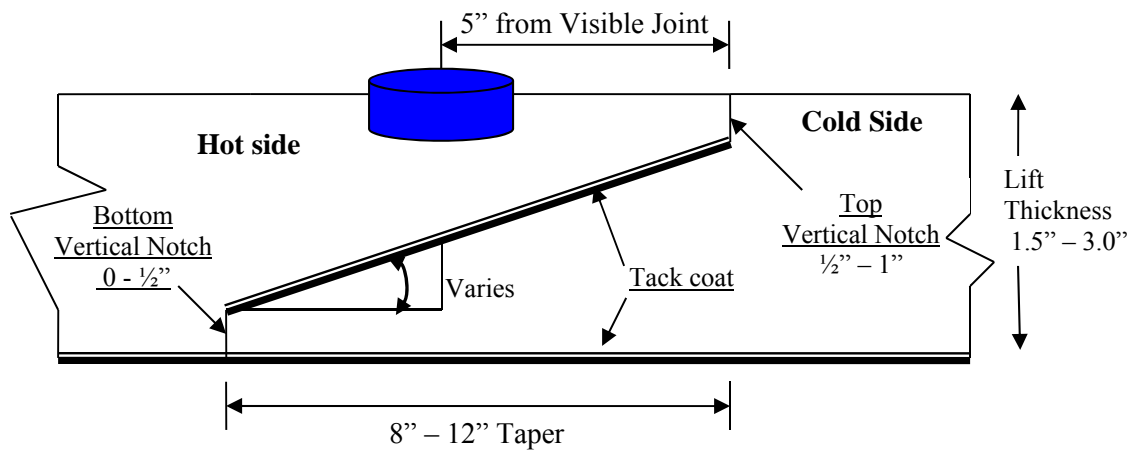 5” from Visible Joint
Hot side
Cold Side
Bottom
Vertical Notch
0 - ½”
Top
Vertical Notch
½” – 1”
Lift
Thickness
1.5” – 3.0”
Varies
Tack coat
8” – 12” Taper